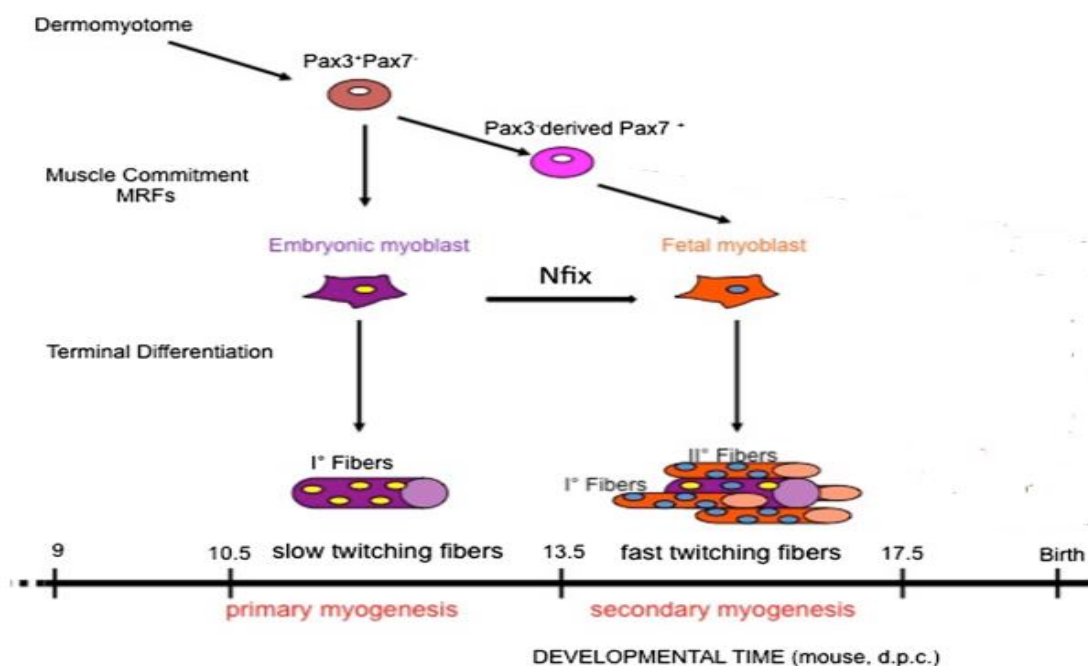 Dermomyotome
Pax3⁺Pax7⁻
Pax3⁻derived Pax7 ⁺
Muscle Commitment
MRFs
Embryonic myoblast
Fetal myoblast
Nfix
Terminal Differentiation
I° Fibers
II° Fibers
I° Fibers
9
10.5
slow twitching fibers
13.5
fast twitching fibers
17.5
Birth
primary myogenesis
secondary myogenesis
DEVELOPMENTAL TIME (mouse, d.p.c.)